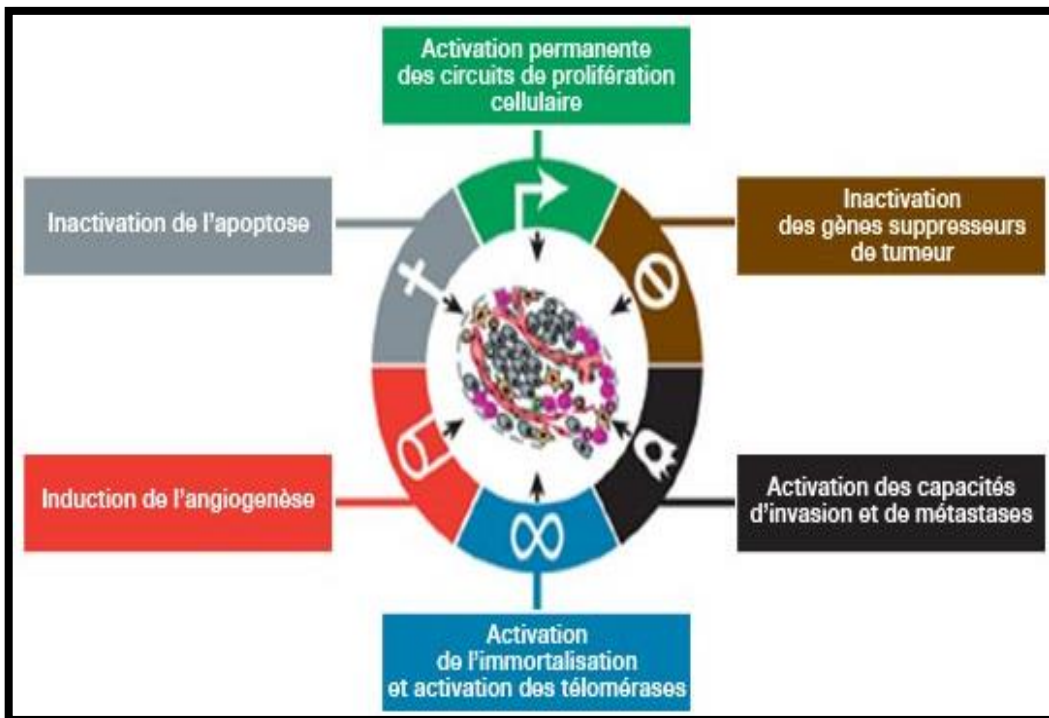 Activation permanente
des circuits de prolifération
cellulaire
Inactivation de l'apoptose
Inactivation
des gènes suppresseurs
de tumeur
Induction de l'angiogenèse
Activation des capacités
d'invasion et de métastases
Activation
de l'immortalisation
et activation des télomérases